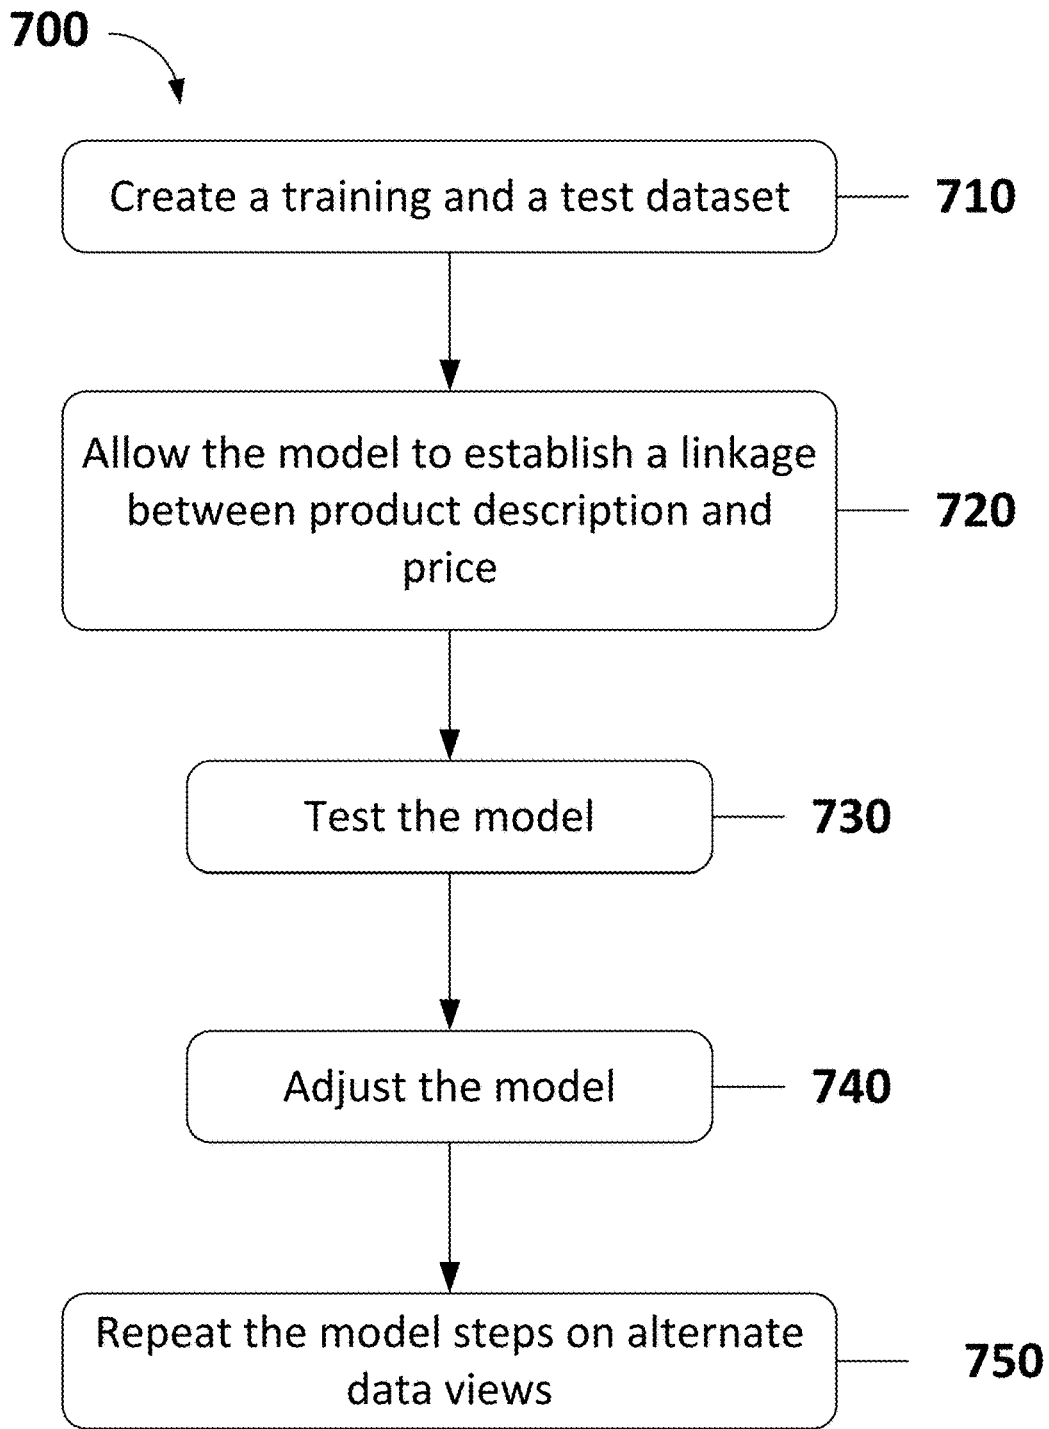 700
Create a training and a test dataset
710
Allow the model to establish a linkage
between product description and
price
720
Test the model
730
Adjust the model
740
Repeat the model steps on alternate
data views
750